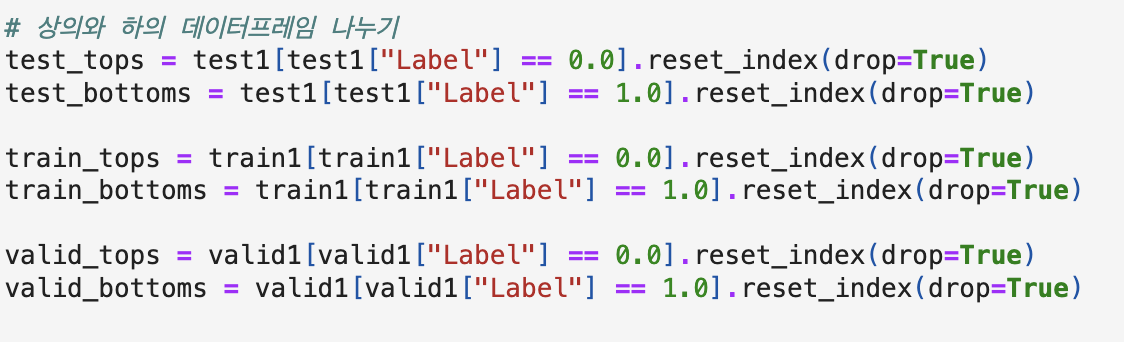 # 상의와 하의 데이터프레임 나누기
test_tops = test1[test1["Label"] == 0.0].reset_index(drop=True)
test_bottoms = test1[test1["Label"] == 1.0].reset_index(drop=True)
train_tops = train1[train1["Label"] == 0.0].reset_index(drop=True)
train_bottoms = train1[train1["Label"] == 1.0].reset_index(drop=True)
valid_tops = valid1[valid1["Label"] == 0.0].reset_index(drop=True)
valid_bottoms = valid1[valid1["Label"] == 1.0].reset_index(drop=True)